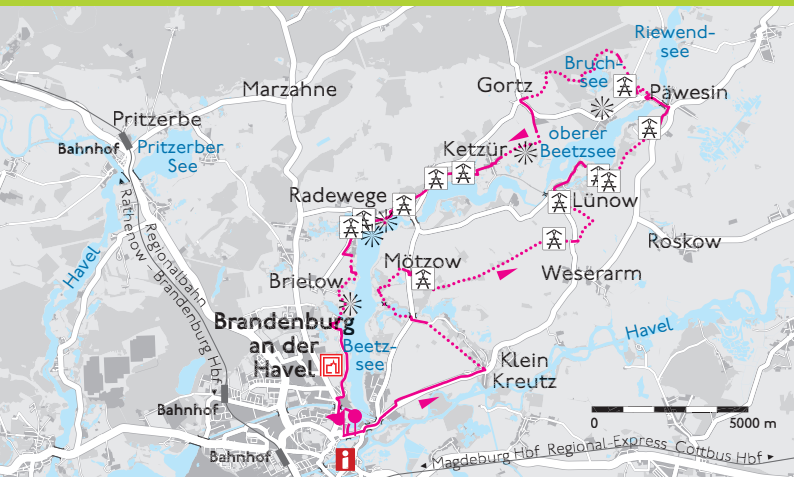 Riewend-
see
Bruch-
see
Gortz
Päwesin
Marzahne
Pritzerbe
Bahnhof
Pritzerber
See
oberer
Beetzsee
Ketzür
Radewege
Lünow
Rathenow – Brandenburg Hbf
Regionalbahn
Havel
Roskow
Mötzow
Weseram
Brielow
Brandenburg
an der
Havel
Beetz-
see
Havel
Klein
Kreutz
Bahnhof
Bahnhof
0
5000 m
Magdeburg Hbf Regional-Express Cottbus Hbf